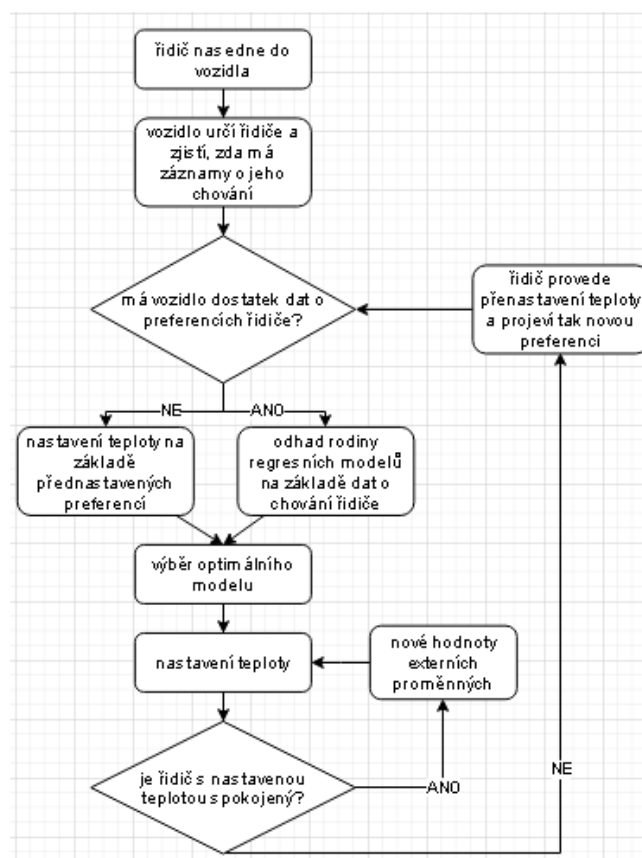 řidič nasedne do
vozidla
vozidlo určí řidiče a
zjistí, zda má
záznamy o jeho
chování
má vozidlo dostatek dat o
preferencích řidiče?
řidič provede
přenastavení teploty
a projeví tak novou
preferenci
NE
ANO
nastavení teploty na
základě
přednastavených
preferencí
odhad rodiny
regresních modelů
na základě dat o
chování řidiče
výběr optimálního
modelu
nastavení teploty
nové hodnoty
externích
proměnných
je řidič s nastavenou
teplotou spokojený?
ANO
NE